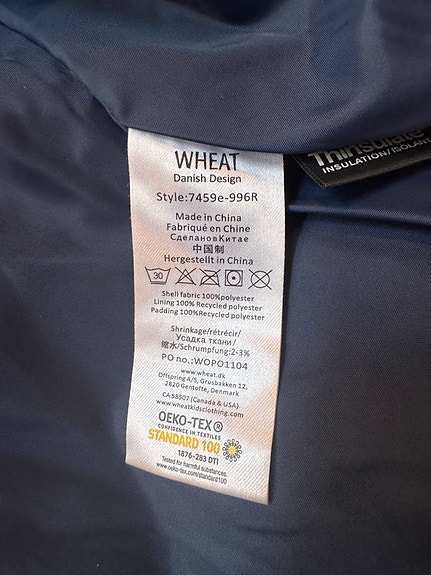 WHEAT
Danish Design
Style:7459e-996R
Made in China
Fabriqué en Chine
СделановКитае
中国制
Hergestellt in China
30
Shell fabric 100%polyester
Lining 100% Recycled polyester
Padding 100%Recycled polyester
Shrinkage/rétrécir/
Усадка ткани/
缩水/Schrumpfung:2-3%
PO no.:WOPO1104
www.wheat.dk
Offspring A/S, Grusbakken 12,
2820 Gentofte, Denmark
CA 58507 (Canada & USA)
www.wheatkidsclothing.com
OEKO-TEX®
CONFIDENCE IN TEXTILES
STANDARD 100
1876-283 DTI
Tested for harmful substances.
www.oeko-tex.com/standard100
Thinsulate
INSULATION/ISOLANT